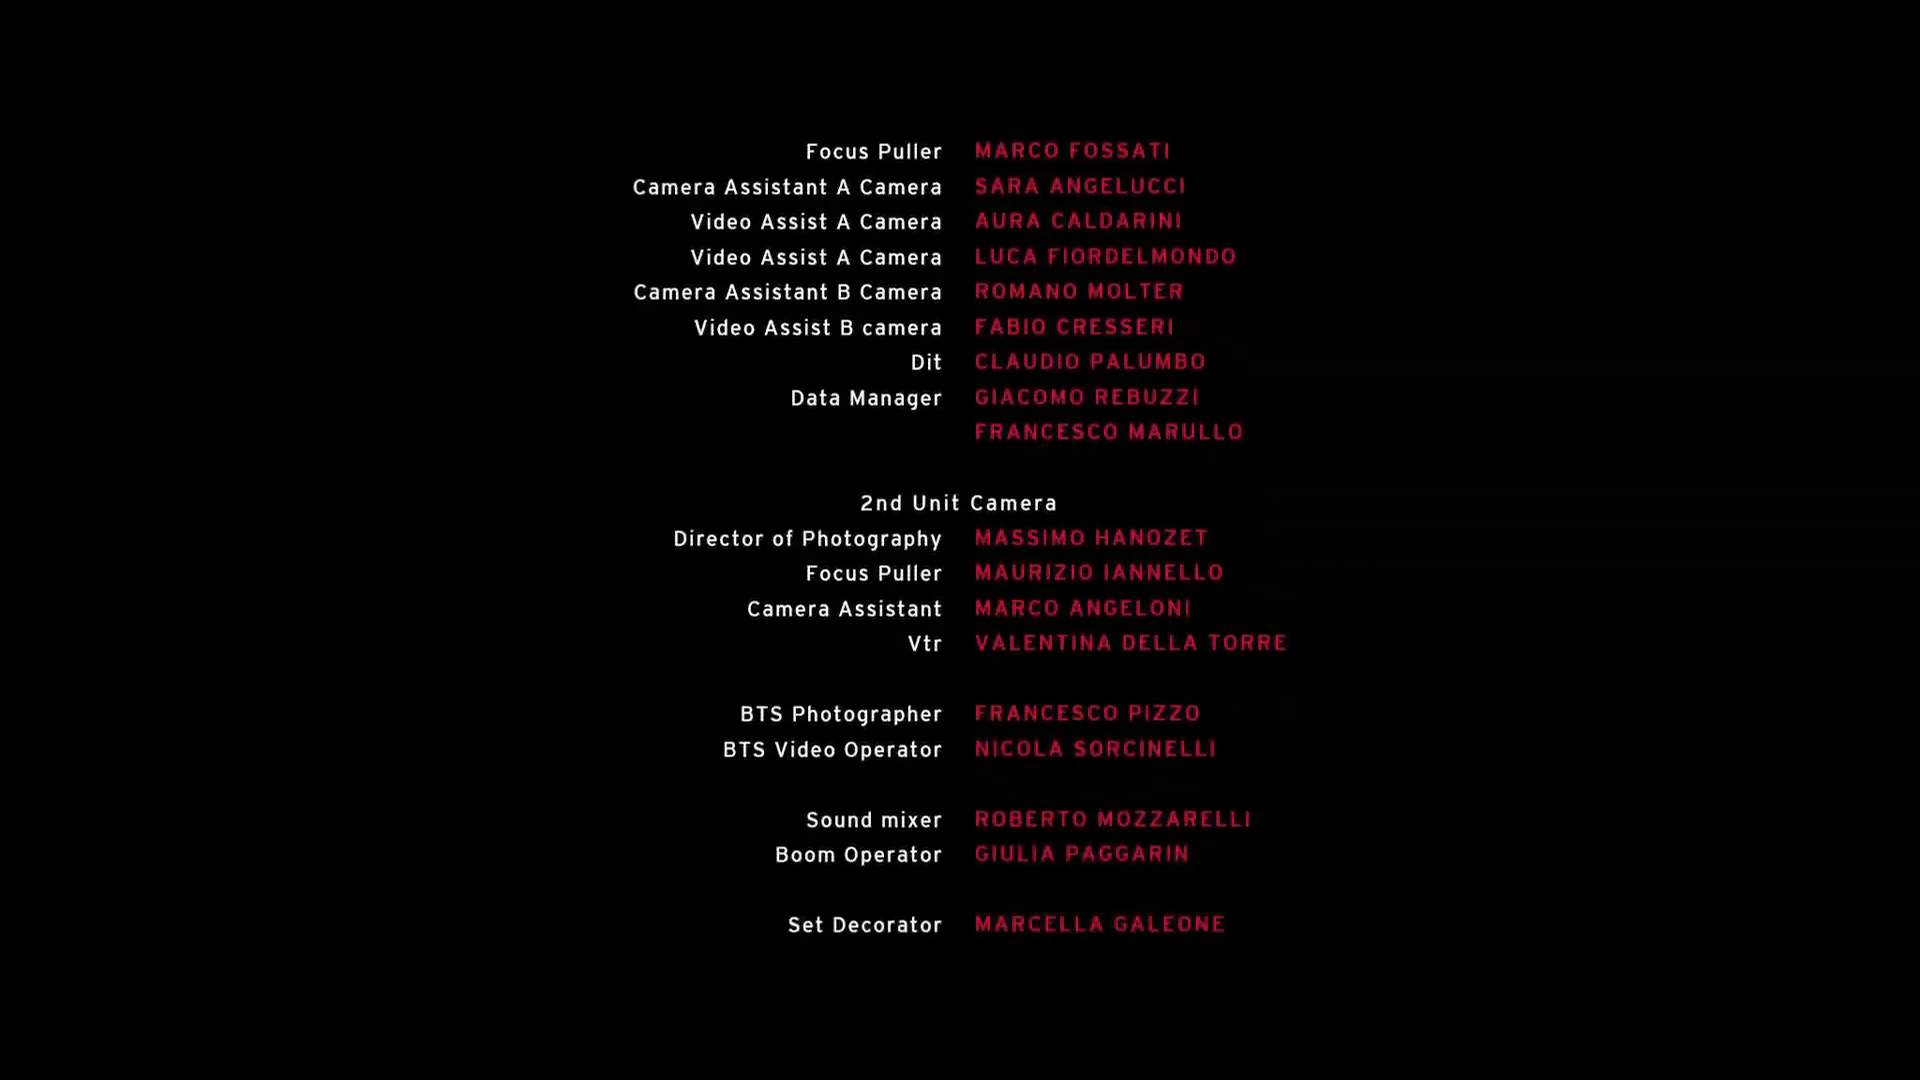 Focus Puller MARCO FOSSATI
Camera Assistant A Camera SARA ANGELUCCI
Video Assist A Camera AURA CALDARINI
Video Assist A Camera LUCA FIORDELMONDO
Camera Assistant B Camera ROMANO MOLTER
Video Assist B camera FABIO CRESSERI
Dit CLAUDIO PALUMBO
Data Manager GIACOMO REBUZZI
FRANCESCO MARULLO
2nd Unit Camera
Director of Photography MASSIMO HANOZET
Focus Puller MAURIZIO IANNELLO
Camera Assistant MARCO ANGELONI
Vtr VALENTINA DELLA TORRE
BTS Photographer FRANCESCO PIZZO
BTS Video Operator NICOLA SORCINELLI
Sound mixer ROBERTO MOZZARELLI
Boom Operator GIULIA PAGGARIN
Set Decorator MARCELLA GALEONE